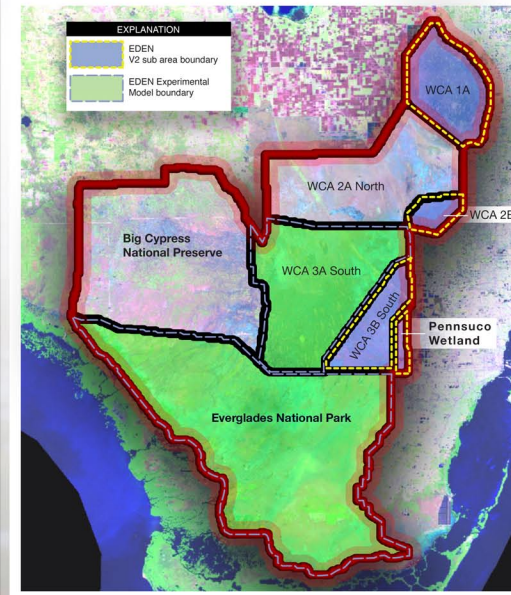 EXPLANATION
EDEN
V2 sub area boundary
EDEN Experimental
Model boundary
WCA 1A
WCA 2A North
WCA 2B
Big Cypress
National Preserve
WCA 3A South
WCA 3B South
Pennsuco
Wetland
Everglades National Park